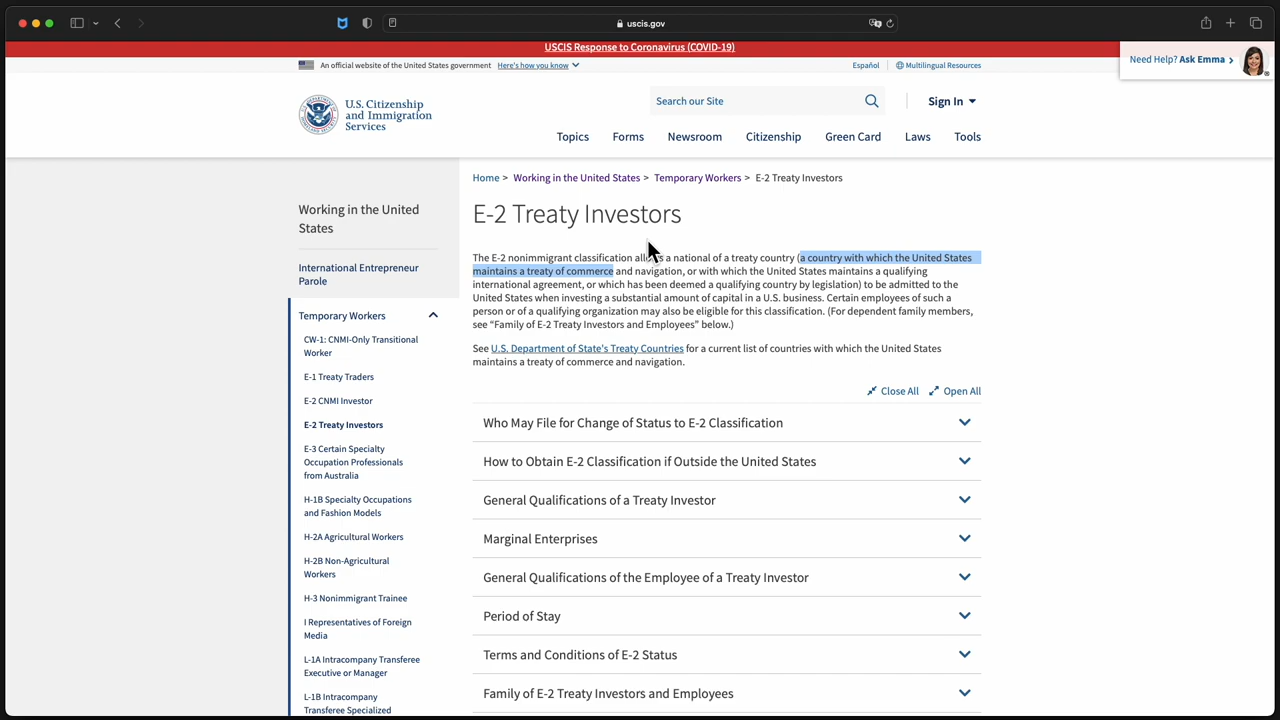 uscis.gov
USCIS Response to Coronavirus (COVID-19)
An official website of the United States government Here's how you know
Español Multilingual Resources
Need Help? Ask Emma
U.S. Citizenship
and Immigration
Services
Search our Site
Sign In
Topics Forms Newsroom Citizenship Green Card Laws Tools
Home > Working in the United States > Temporary Workers > E-2 Treaty Investors
Working in the United
States
International Entrepreneur
Parole
Temporary Workers
CW-1: CNMI-Only Transitional
Worker
E-1 Treaty Traders
E-2 CNMI Investor
E-2 Treaty Investors
E-3 Certain Specialty
Occupation Professionals
from Australia
H-1B Specialty Occupations
and Fashion Models
H-2A Agricultural Workers
H-2B Non-Agricultural
Workers
H-3 Nonimmigrant Trainee
I Representatives of Foreign
Media
L-1A Intracompany Transferee
Executive or Manager
L-1B Intracompany
Transferee Specialized
E-2 Treaty Investors
The E-2 nonimmigrant classification a national of a treaty country (a country with which the United States
maintains a treaty of commerce and navigation, or with which the United States maintains a qualifying
international agreement, or which has been deemed a qualifying country by legislation) to be admitted to the
United States when investing a substantial amount of capital in a U.S. business. Certain employees of such a
person or of a qualifying organization may also be eligible for this classification. (For dependent family members,
see “Family of E-2 Treaty Investors and Employees” below.)
See U.S. Department of State's Treaty Countries for a current list of countries with which the United States
maintains a treaty of commerce and navigation.
Close All Open All
Who May File for Change of Status to E-2 Classification
How to Obtain E-2 Classification if Outside the United States
General Qualifications of a Treaty Investor
Marginal Enterprises
General Qualifications of the Employee of a Treaty Investor
Period of Stay
Terms and Conditions of E-2 Status
Family of E-2 Treaty Investors and Employees